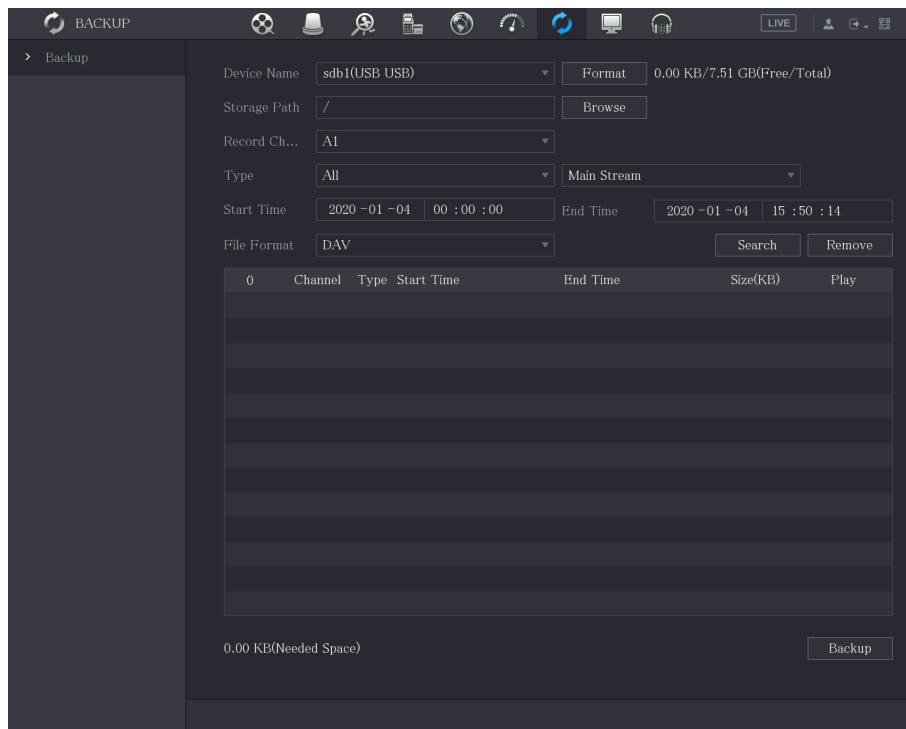 BACKUP
LIVE
Backup
Device Name sdb1(USB USB) Format 0.00 KB/7.51 GB(Free/Total)
Storage Path / Browse
Record Ch... A1
Type All Main Stream
Start Time 2020 -01 -04 00 :00 :00 End Time 2020 -01 -04 15 :50 :14
File Format DAV Search Remove
0 Channel Type Start Time End Time Size(KB) Play
0.00 KB(Needed Space) Backup